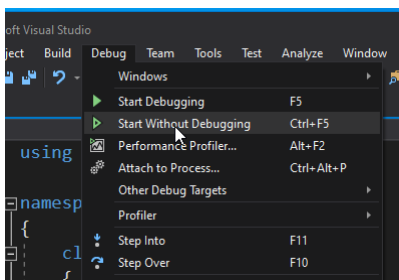 oft Visual Studio
ject Build Debug Team Tools Test Analyze Window
Windows
Start Debugging F5
Start Without Debugging Ctrl+F5
Performance Profiler... Alt+F2
Attach to Process... Ctrl+Alt+P
Other Debug Targets
Profiler
Step Into F11
Step Over F10
using
namesp
{
cl
{